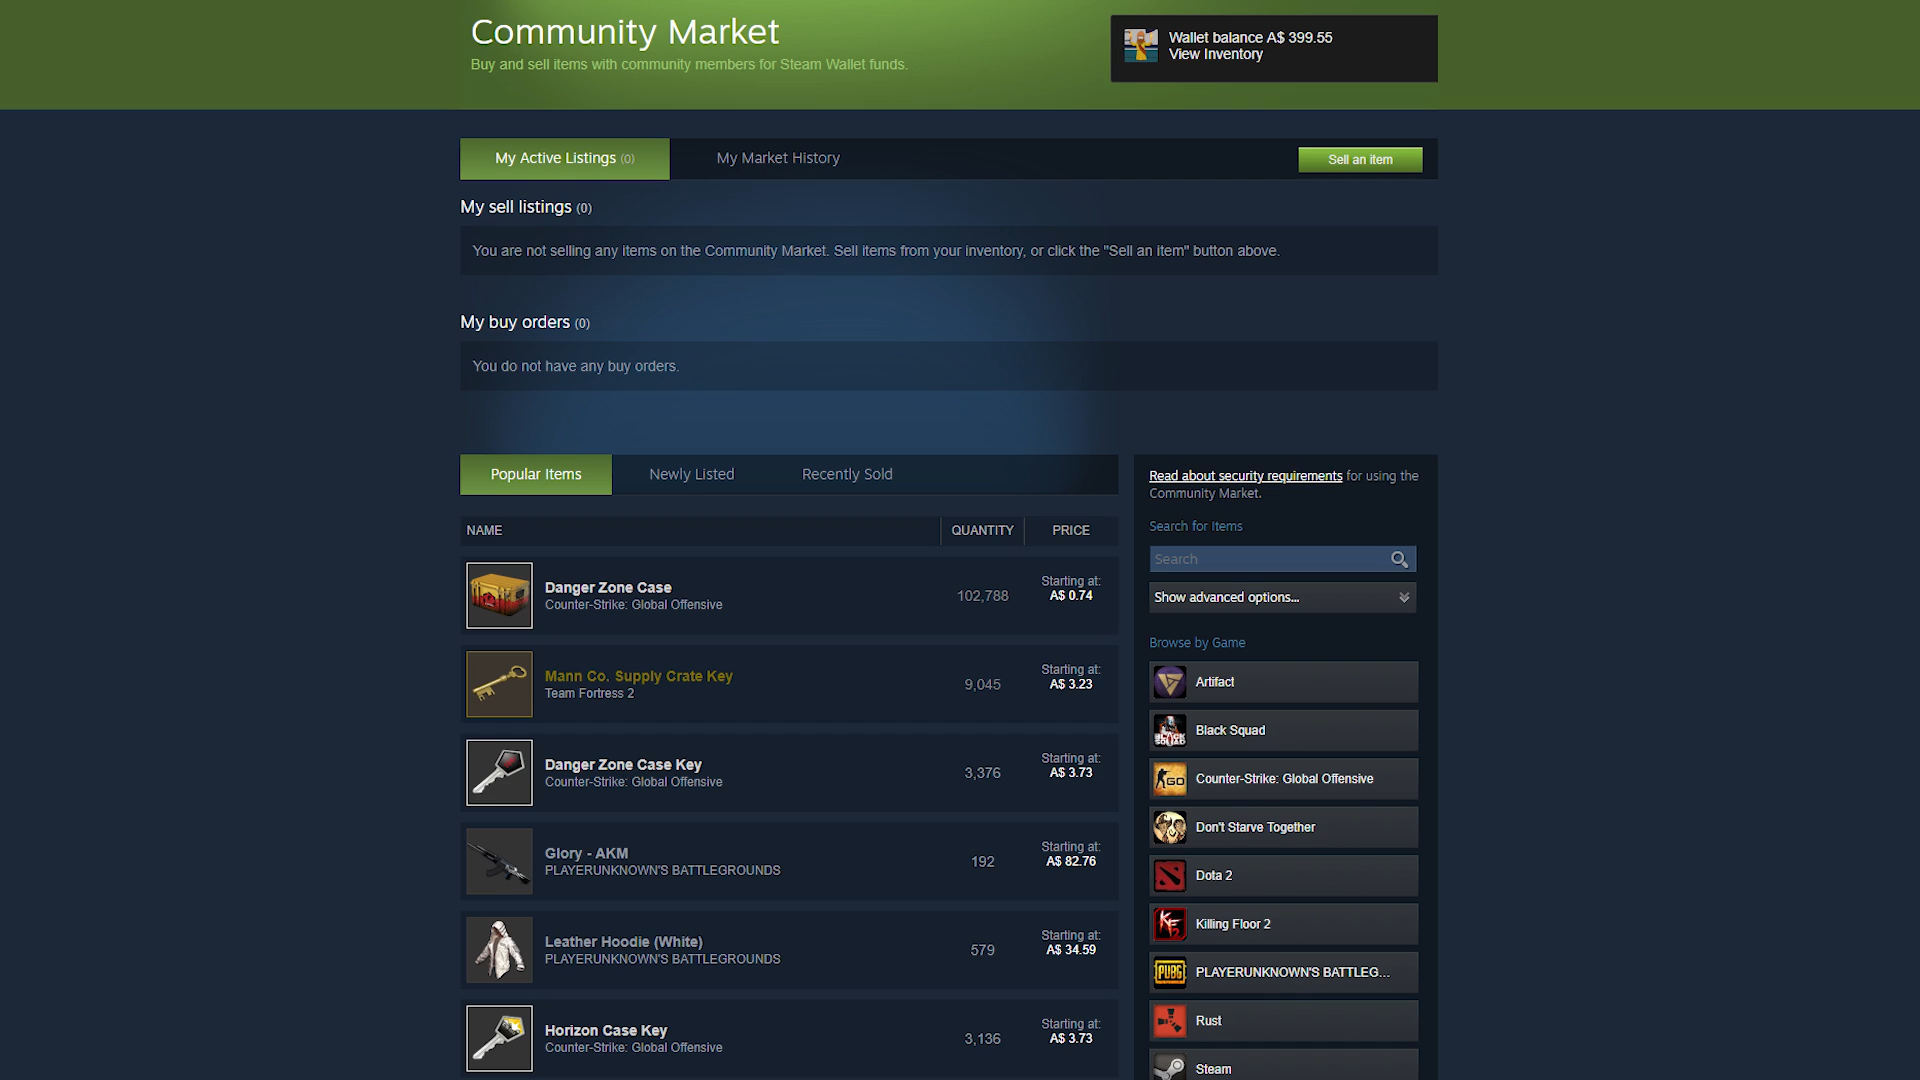 Community Market
Buy and sell items with community members for Steam Wallet funds.
Wallet balance A$ 399.55
View Inventory
My Active Listings (0)
My Market History
Sell an item
My sell listings (0)
You are not selling any items on the Community Market. Sell items from your inventory, or click the "Sell an item" button above.
My buy orders (0)
You do not have any buy orders.
Popular Items
Newly Listed
Recently Sold
NAME
QUANTITY
PRICE
Danger Zone Case
Counter-Strike: Global Offensive
102,788
Starting at:
A$ 0.74
Mann Co. Supply Crate Key
Team Fortress 2
9,045
Starting at:
A$ 3.23
Danger Zone Case Key
Counter-Strike: Global Offensive
3,376
Starting at:
A$ 3.73
Glory - AKM
PLAYERUNKNOWN'S BATTLEGROUNDS
192
Starting at:
A$ 82.76
Leather Hoodie (White)
PLAYERUNKNOWN'S BATTLEGROUNDS
579
Starting at:
A$ 34.59
Horizon Case Key
Counter-Strike: Global Offensive
3,136
Starting at:
A$ 3.73
Read about security requirements for using the
Community Market.
Search for Items
Search
Show advanced options...
Browse by Game
Artifact
BLACK SQUAD
Black Squad
GO
Counter-Strike: Global Offensive
Don't Starve Together
Dota 2
KF2
Killing Floor 2
PUBG
PLAYERUNKNOWN'S BATTLEG...
Rust
Steam